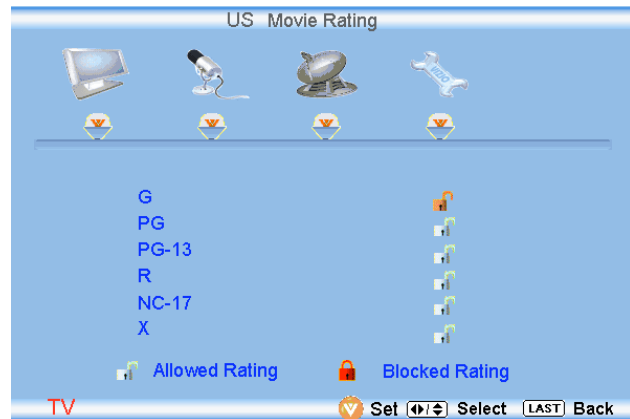 US Movie Rating
G
PG
PG-13
R
NC-17
X
Allowed Rating Blocked Rating
TV Set Select LAST Back